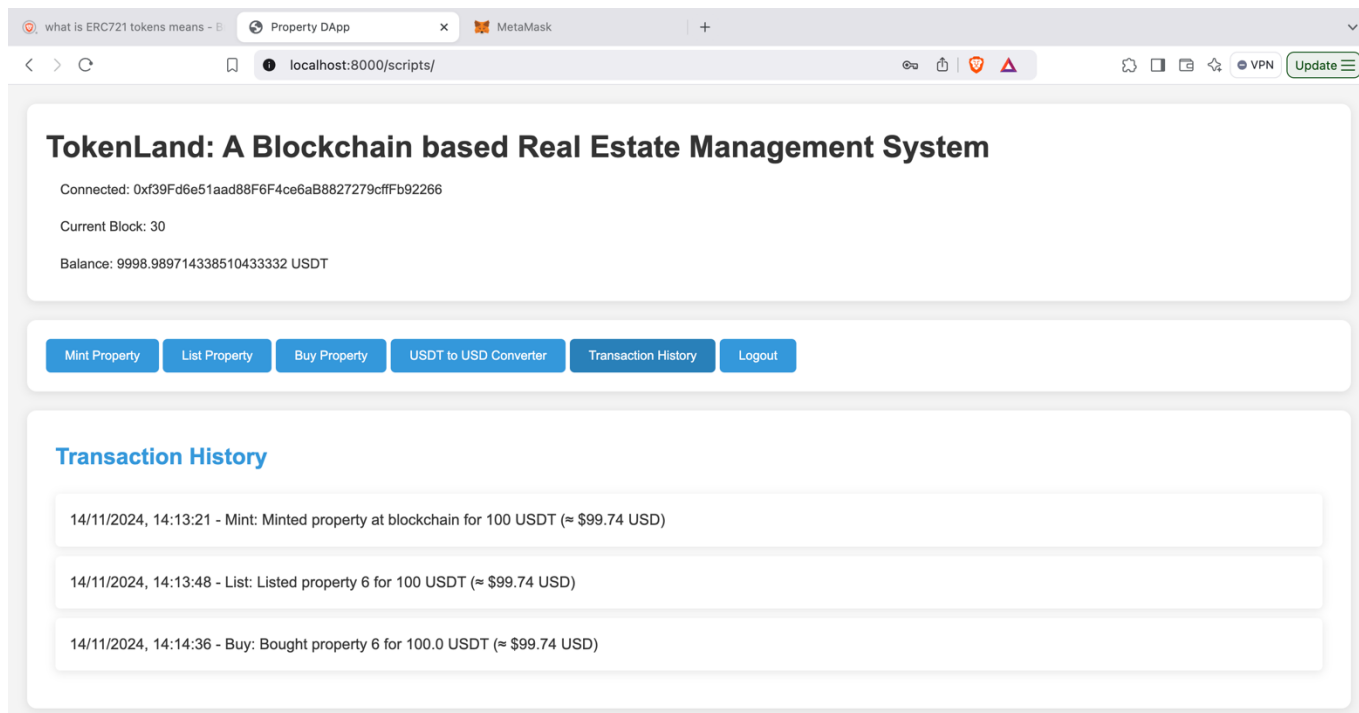 what is ERC721 tokens means - B
Property DApp
MetaMask
localhost:8000/scripts/
VPN
Update
TokenLand: A Blockchain based Real Estate Management System
Connected: 0xf39Fd6e51aad88F6F4ce6aB8827279cffFb92266
Current Block: 30
Balance: 9998.989714338510433332 USDT
Mint Property
List Property
Buy Property
USDT to USD Converter
Transaction History
Logout
Transaction History
14/11/2024, 14:13:21 - Mint: Minted property at blockchain for 100 USDT (≈ $99.74 USD)
14/11/2024, 14:13:48 - List: Listed property 6 for 100 USDT (≈ $99.74 USD)
14/11/2024, 14:14:36 - Buy: Bought property 6 for 100.0 USDT (≈ $99.74 USD)